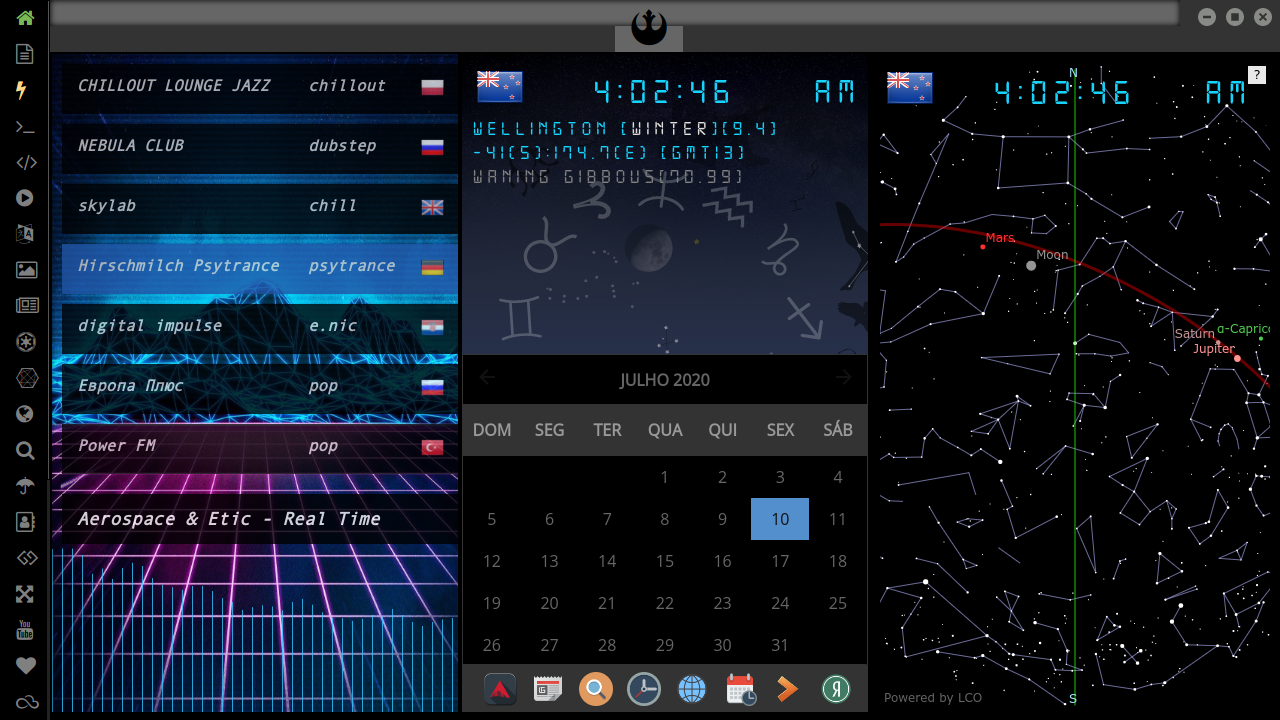 CHILLOUT LOUNGE JAZZ chillout
NEBULA CLUB dubstep
skylab chill
Hirschmilch Psytrance psytrance
digital impulse e.nic
Европа Плюс pop
Power FM pop
Aerospace & Etic - Real Time
4:02:46 AM
WELLINGTON [WINTER][9.4]
-41(S):174.7(E) [GMT13]
WANING GIBBOUS[70.99]
JULHO 2020
DOM SEG TER QUA QUI SEX SÁB
1 2 3 4
5 6 7 8 9 10 11
12 13 14 15 16 17 18
19 20 21 22 23 24 25
26 27 28 29 30 31
N
?
4:02:46 AM
Mars
Moon
Saturn
α-Caprico
Jupiter
Powered by LCO
S
You
Tube
Я